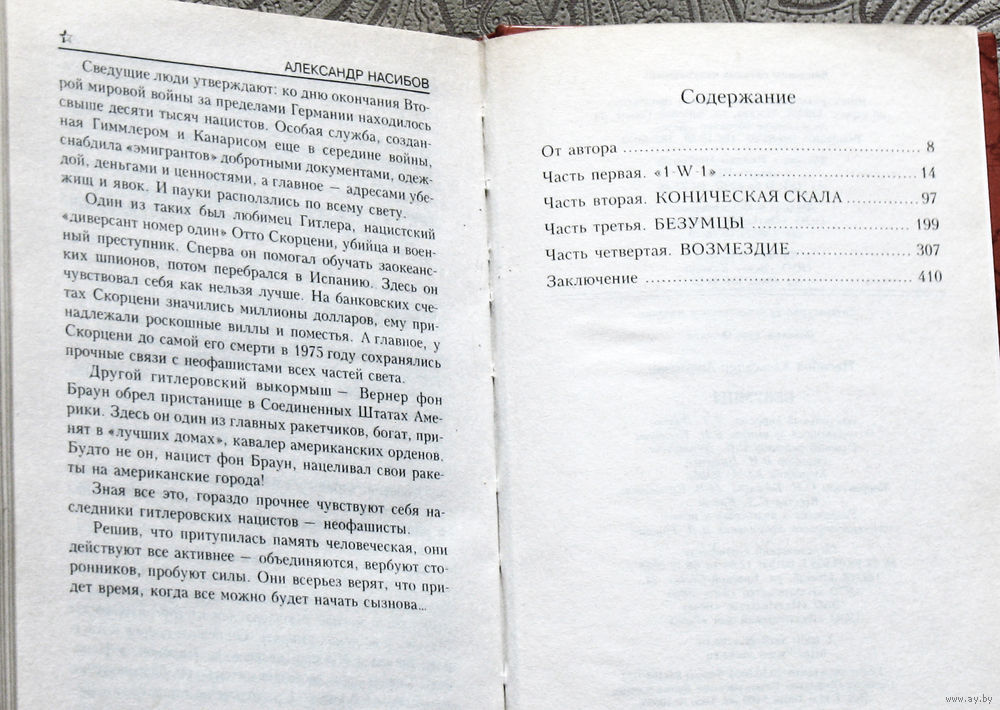 АЛЕКСАНДР НАСИБОВ
Сведущие люди утверждают: ко дню окончания Вто-
рой мировой войны за пределами Германии находилось
свыше десяти тысяч нацистов. Особая служба, создан-
ная Гиммлером и Канарисом еще в середине войны,
снабдила «эмигрантов» добротными документами, одеж-
дой, деньгами и ценностями, а главное — адресами убе-
жищ и явок. И пауки расползлись по всему свету.
Один из таких был любимец Гитлера, нацистский
«диверсант номер один» Отто Скорцени, убийца и воен-
ный преступник. Сперва он помогал обучать заокеанс-
ких шпионов, потом перебрался в Испанию. Здесь он
чувствовал себя как нельзя лучше. На банковских сче-
тах Скорцени значились миллионы долларов, ему при-
надлежали роскошные виллы и поместья. А главное, у
Скорцени до самой его смерти в 1975 году сохранялись
прочные связи с неофашистами всех частей света.
Другой гитлеровский выкормыш — Вернер фон
Браун обрел пристанище в Соединенных Штатах Аме-
рики. Здесь он один из главных ракетчиков, богат, при-
нят в «лучших домах», кавалер американских орденов.
Будто не он, нацист фон Браун, нацеливал свои раке-
ты на американские города!
Зная все это, гораздо прочнее чувствуют себя на-
следники гитлеровских нацистов — неофашисты.
Решив, что притупилась память человеческая, они
действуют все активнее — объединяются, вербуют сто-
ронников, пробуют силы. Они всерьез верят, что при-
дет время, когда все можно будет начать сызнова...
Содержание
От автора ........ 8
Часть первая. «1-W-1» ........ 14
Часть вторая. КОНИЧЕСКАЯ СКАЛА ........ 97
Часть третья. БЕЗУМЦЫ ........ 199
Часть четвертая. ВОЗМЕЗДИЕ ........ 307
Заключение ........ 410
www.ay.by